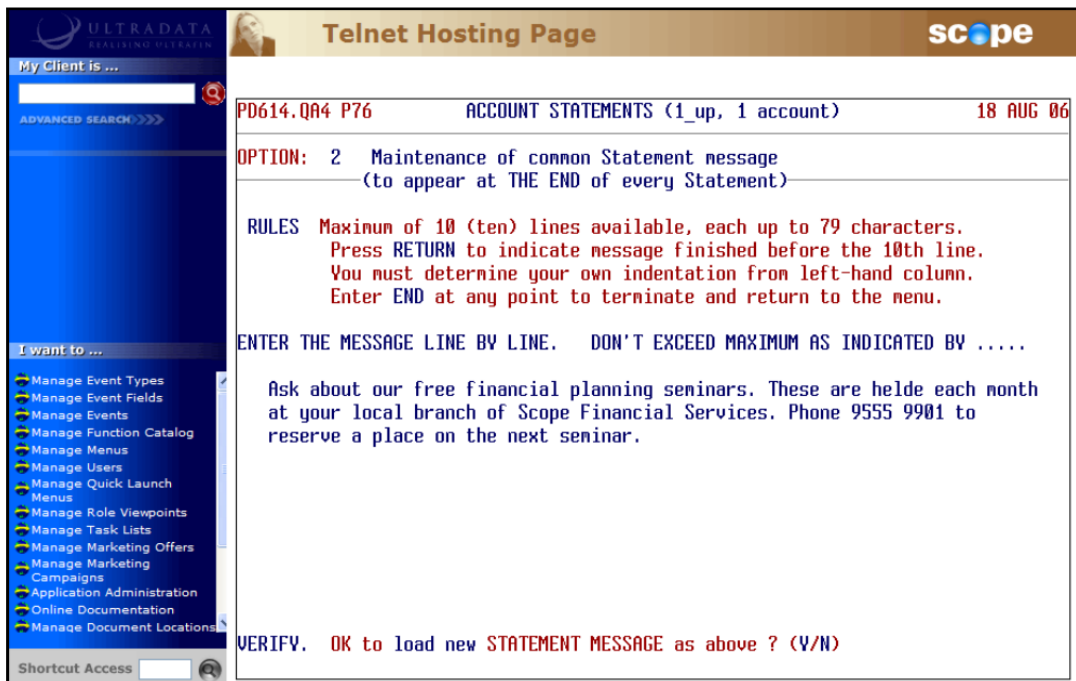 ULTRADATA
REALISING ULTRAFIN
Telnet Hosting Page
scope
My Client is ...
ADVANCED SEARCH
I want to ...
Manage Event Types
Manage Event Fields
Manage Events
Manage Function Catalog
Manage Menus
Manage Users
Manage Quick Launch
Menus
Manage Role Viewpoints
Manage Task Lists
Manage Marketing Offers
Manage Marketing
Campaigns
Application Administration
Online Documentation
Manage Document Locations
Shortcut Access
PD614.QA4 P76 ACCOUNT STATEMENTS (1_up, 1 account) 18 AUG 06
OPTION: 2 Maintenance of common Statement message
(to appear at THE END of every Statement)
RULES Maximum of 10 (ten) lines available, each up to 79 characters.
Press RETURN to indicate message finished before the 10th line.
You must determine your own indentation from left-hand column.
Enter END at any point to terminate and return to the menu.
ENTER THE MESSAGE LINE BY LINE. DON'T EXCEED MAXIMUM AS INDICATED BY .....
Ask about our free financial planning seminars. These are helde each month
at your local branch of Scope Financial Services. Phone 9555 9901 to
reserve a place on the next seminar.
VERIFY. OK to load new STATEMENT MESSAGE as above ? (Y/N)